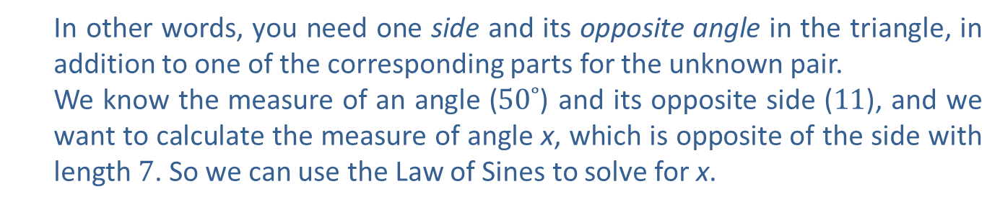 In other words, you need one side and its opposite angle in the triangle, in
addition to one of the corresponding parts for the unknown pair.
We know the measure of an angle (50°) and its opposite side (11), and we
want to calculate the measure of angle x, which is opposite of the side with
length 7. So we can use the Law of Sines to solve for x.